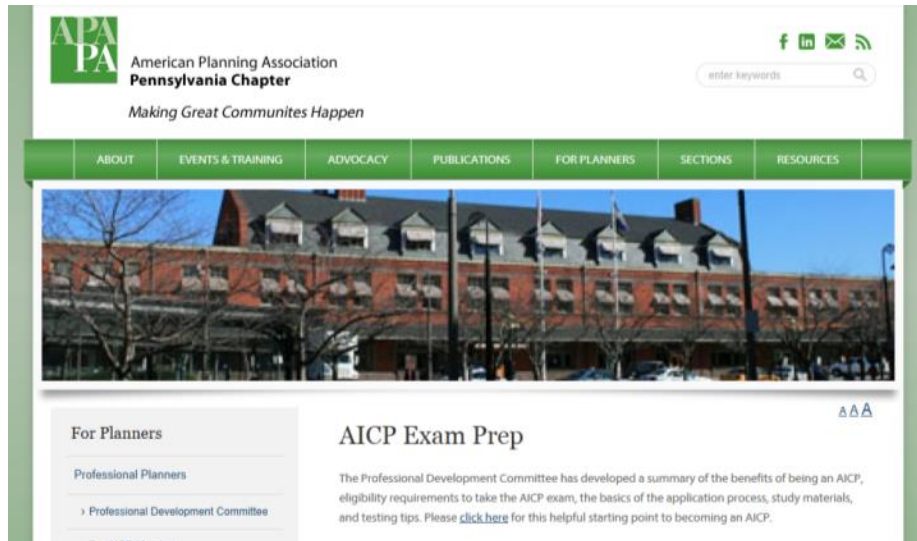 APA
PA
American Planning Association
Pennsylvania Chapter
Making Great Communites Happen
enter keywords
ABOUT EVENTS & TRAINING ADVOCACY PUBLICATIONS FOR PLANNERS SECTIONS RESOURCES
A A A
For Planners
Professional Planners
› Professional Development Committee
AICP Exam Prep
The Professional Development Committee has developed a summary of the benefits of being an AICP,
eligibility requirements to take the AICP exam, the basics of the application process, study materials,
and testing tips. Please click here for this helpful starting point to becoming an AICP.